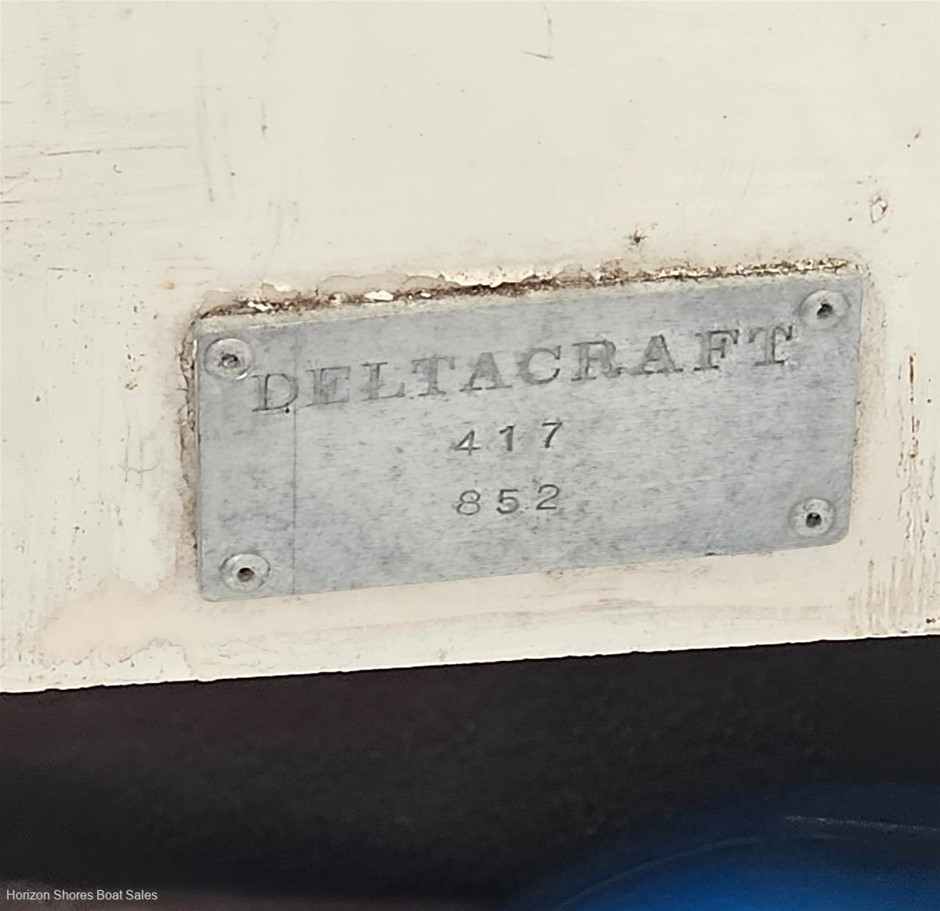 DELTACRAFT
417
852
Horizon Shores Boat Sales